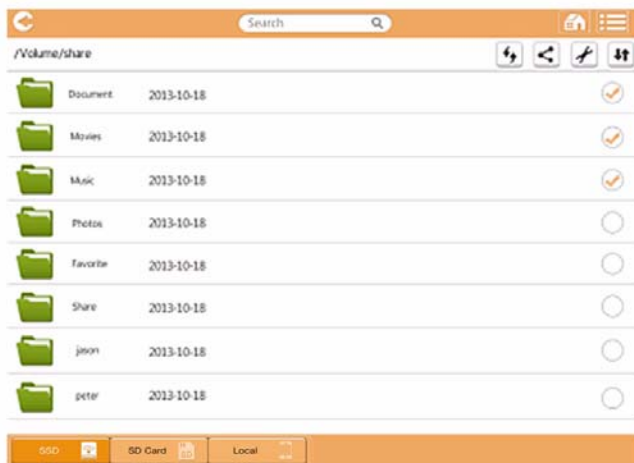 Search
/Volume/share
Document 2013-10-18
Movies 2013-10-18
Music 2013-10-18
Photos 2013-10-18
Favorite 2013-10-18
Share 2013-10-18
jason 2013-10-18
peter 2013-10-18
SSD SD Card Local